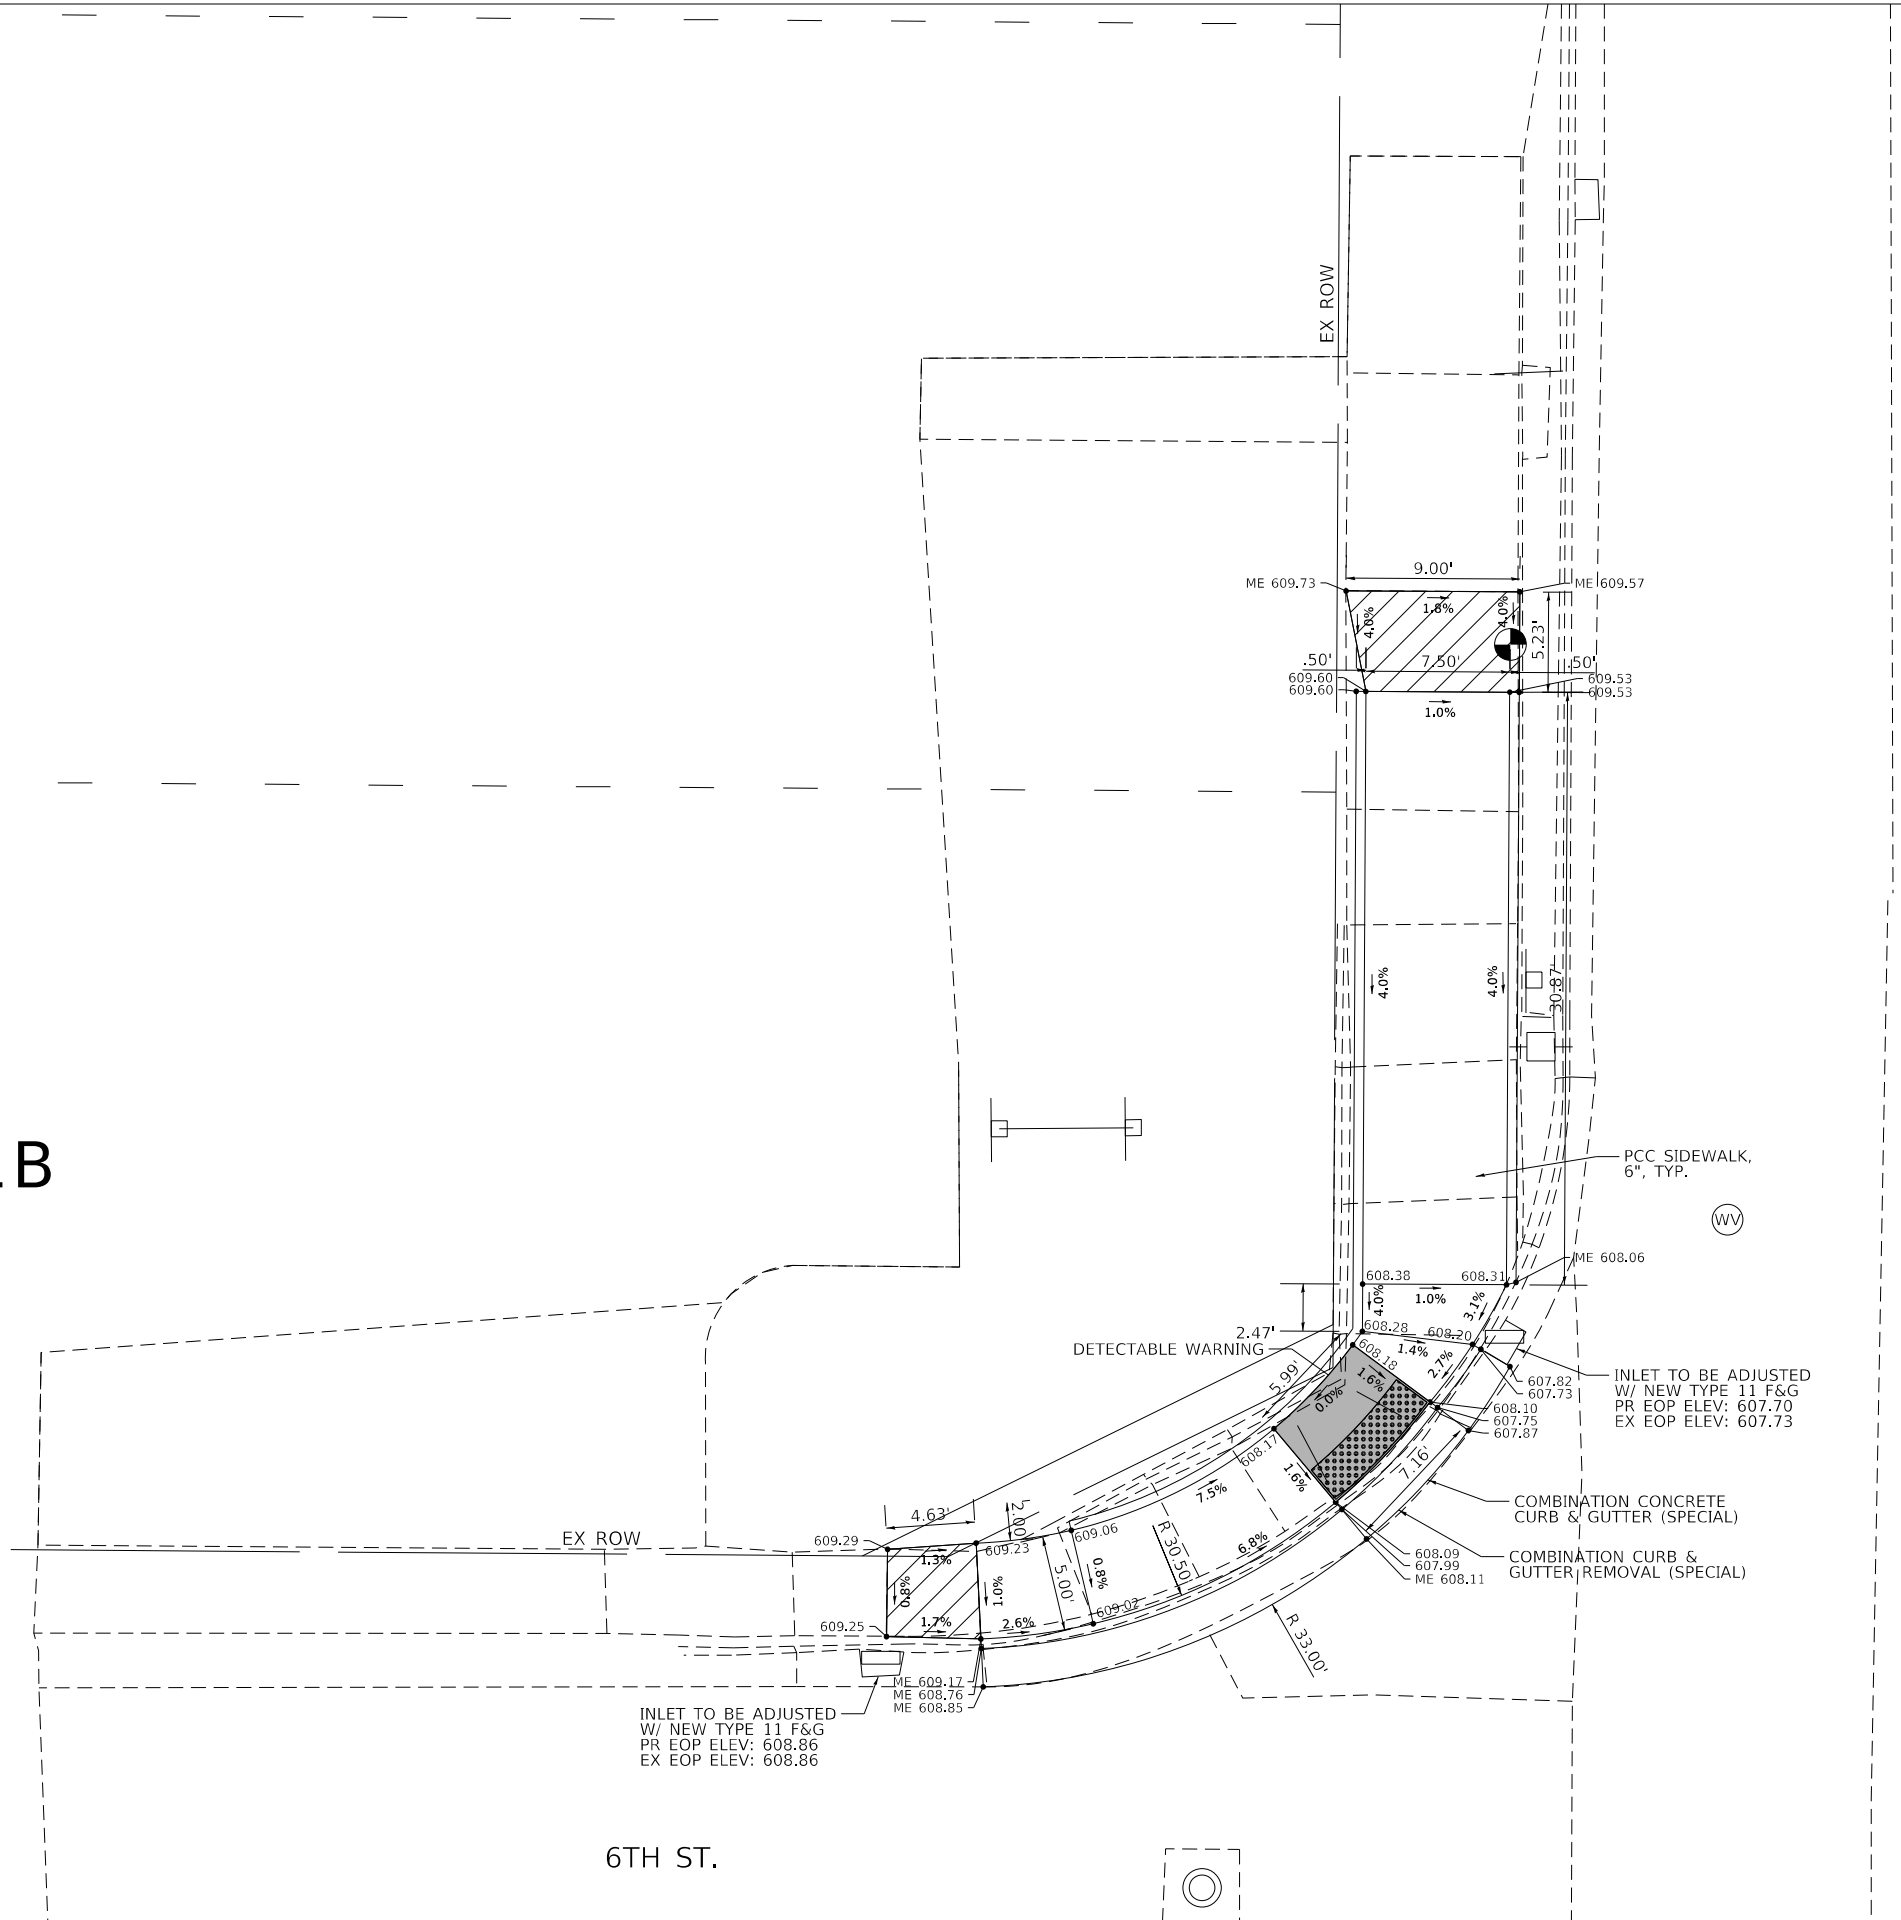 EX ROW
9.00'
ME 609.73
ME 609.57
1.8%
4.0%
4.0%
5.23'
.50'
7.50'
.50'
609.60
609.60
609.53
609.53
1.0%
4.0%
4.0%
30.87'
.B
PCC SIDEWALK,
6", TYP.
WV
ME 608.06
608.38
608.31
1.0%
4.0%
3.1%
2.47'
608.28
608.20
1.4%
DETECTABLE WARNING
608.18
2.7%
5.99'
1.6%
0.0%
607.82
607.73
INLET TO BE ADJUSTED
W/ NEW TYPE 11 F&G
PR EOP ELEV: 607.70
EX EOP ELEV: 607.73
608.10
607.75
607.87
608.17
1.6%
7.16'
7.5%
COMBINATION CONCRETE
CURB & GUTTER (SPECIAL)
4.63'
2.00'
609.06
R 30.50'
6.8%
EX ROW
609.29
1.3%
609.23
608.09
607.99
ME 608.11
COMBINATION CURB &
GUTTER REMOVAL (SPECIAL)
0.8%
1.0%
5.00'
0.8%
609.02
609.25
1.7%
2.6%
R 33.00'
ME 609.17
ME 608.76
ME 608.85
INLET TO BE ADJUSTED
W/ NEW TYPE 11 F&G
PR EOP ELEV: 608.86
EX EOP ELEV: 608.86
6TH ST.